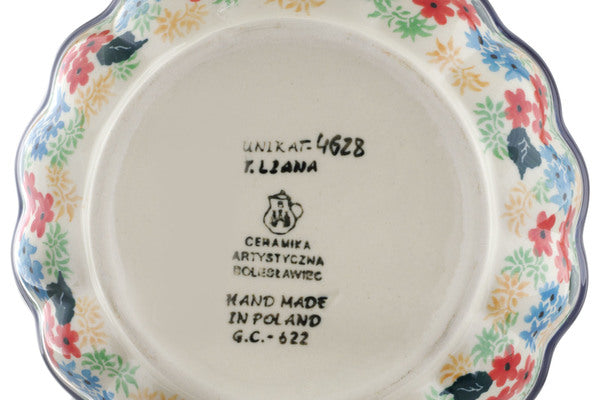 UNIKAT-4628
T.LIANA
CERAMIKA
ARTYSTYCZNA
BOLESŁAWIEC
HAND MADE
IN POLAND
G.C.-622